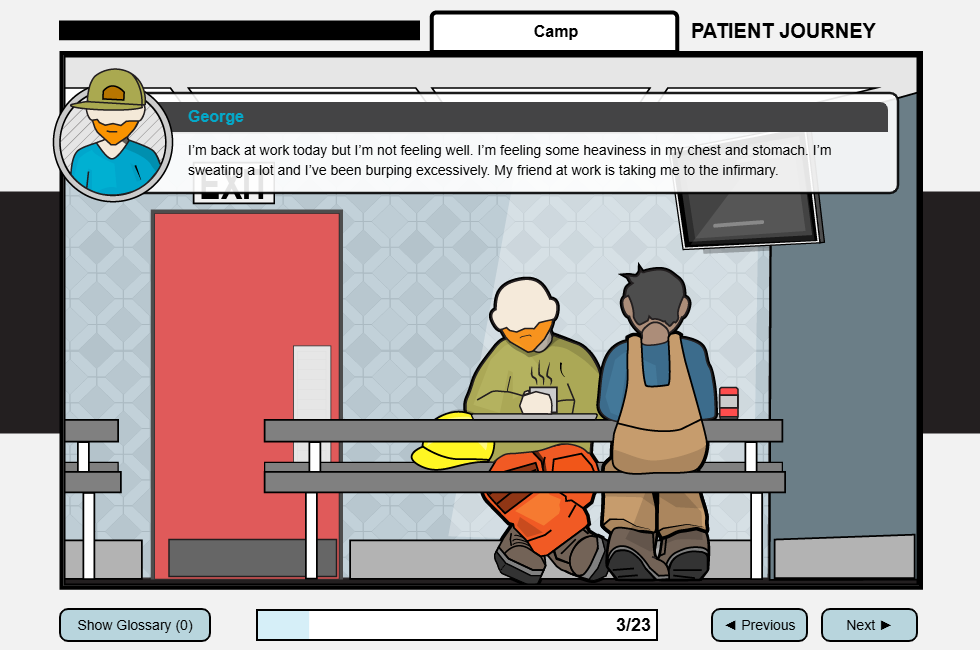 Camp
PATIENT JOURNEY
George
I’m back at work today but I’m not feeling well. I’m feeling some heaviness in my chest and stomach. I’m
sweating a lot and I’ve been burping excessively. My friend at work is taking me to the infirmary.
EXIT
Show Glossary (0)
3/23
◄ Previous
Next ►